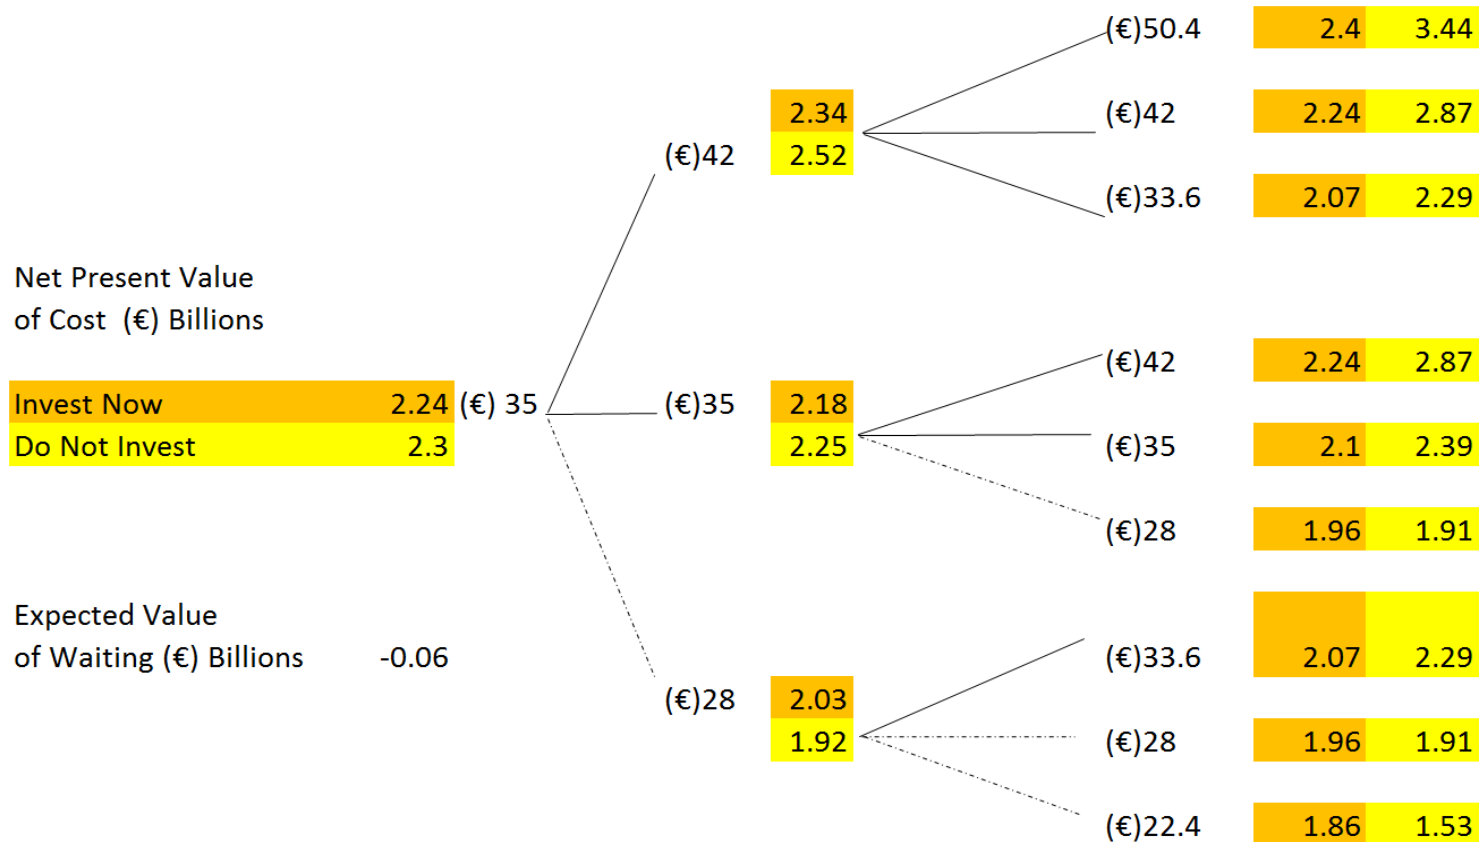 (€)50.4 2.4 3.44
2.34 (€)42 2.24 2.87
(€)42 2.52
(€)33.6 2.07 2.29
Net Present Value
of Cost (€) Billions
(€)42 2.24 2.87
Invest Now 2.24 (€) 35 (€)35 2.18
Do Not Invest 2.3 2.25 (€)35 2.1 2.39
(€)28 1.96 1.91
Expected Value
of Waiting (€) Billions -0.06 (€)33.6 2.07 2.29
(€)28 2.03
1.92 (€)28 1.96 1.91
(€)22.4 1.86 1.53